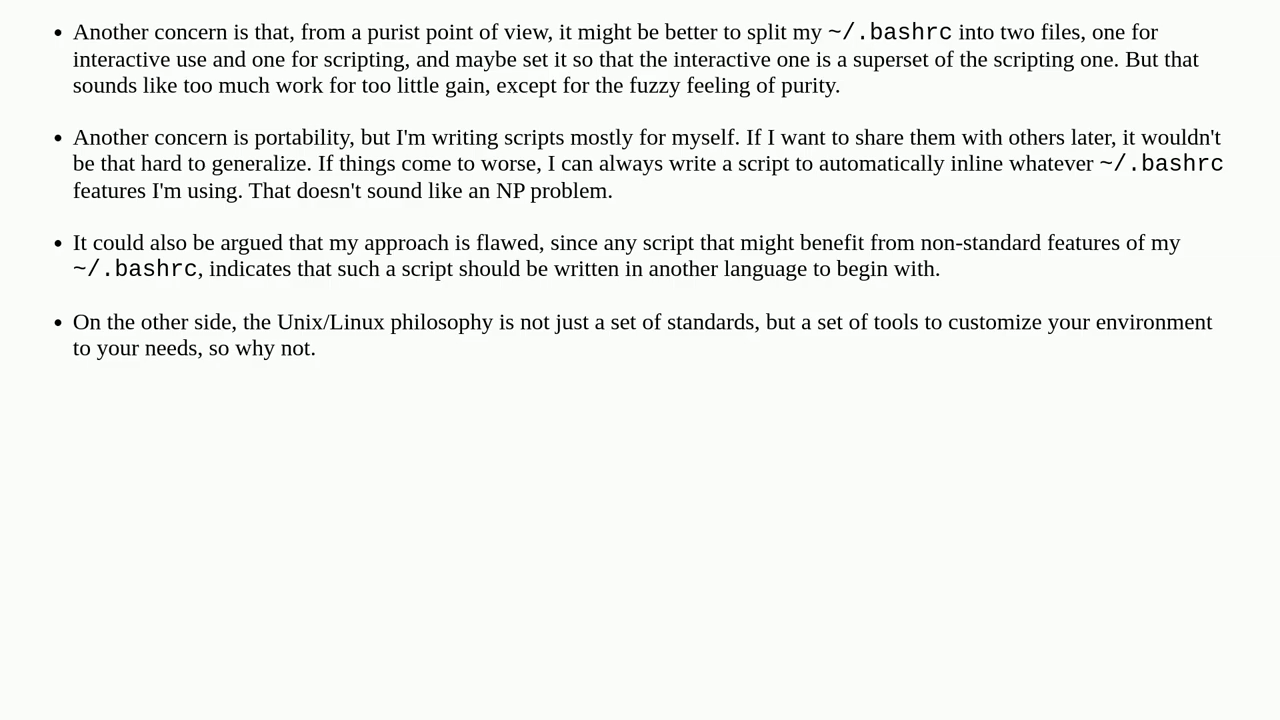 • Another concern is that, from a purist point of view, it might be better to split my ~/.bashrc into two files, one for
interactive use and one for scripting, and maybe set it so that the interactive one is a superset of the scripting one. But that
sounds like too much work for too little gain, except for the fuzzy feeling of purity.
• Another concern is portability, but I'm writing scripts mostly for myself. If I want to share them with others later, it wouldn't
be that hard to generalize. If things come to worse, I can always write a script to automatically inline whatever ~/.bashrc
features I'm using. That doesn't sound like an NP problem.
• It could also be argued that my approach is flawed, since any script that might benefit from non-standard features of my
~/.bashrc, indicates that such a script should be written in another language to begin with.
• On the other side, the Unix/Linux philosophy is not just a set of standards, but a set of tools to customize your environment
to your needs, so why not.